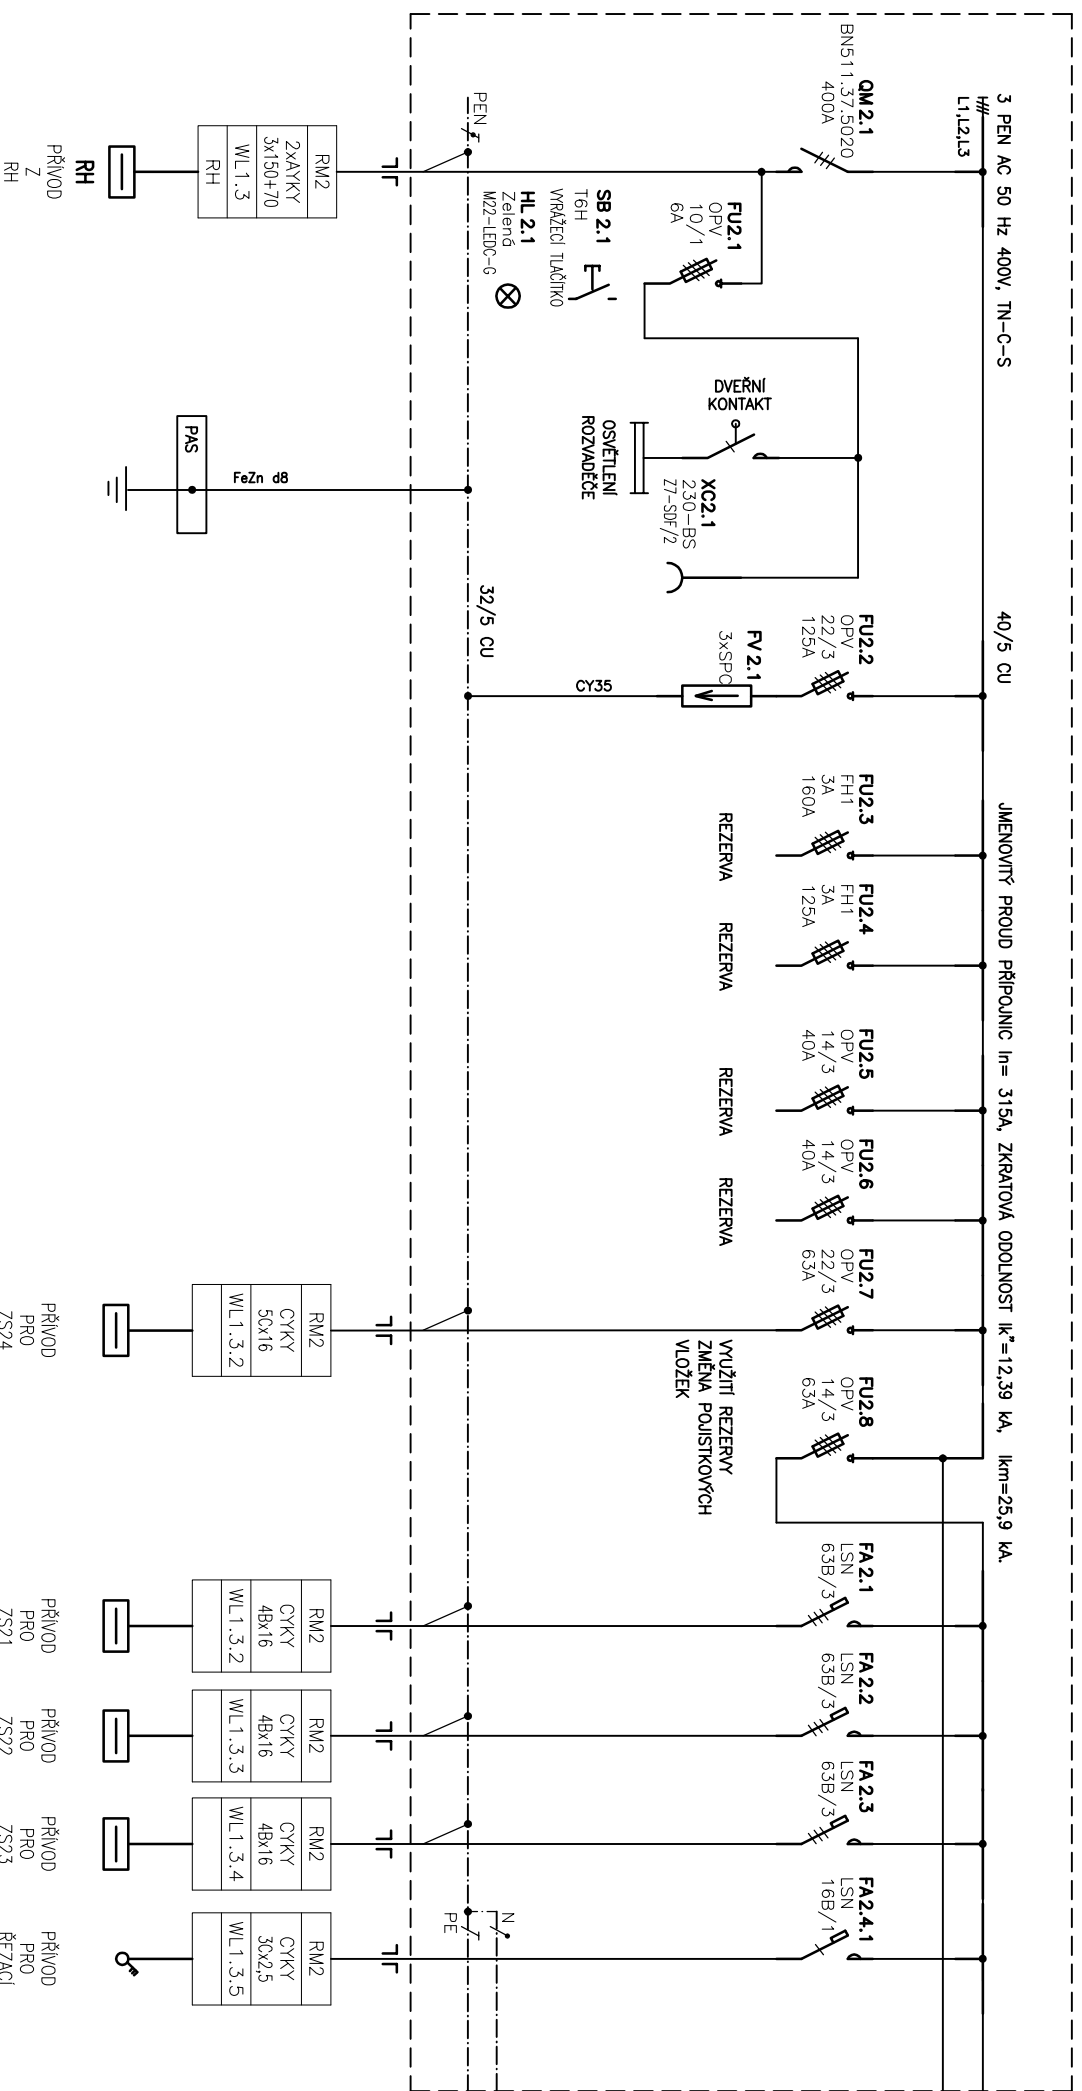 3 PEN AC 50 Hz 400V, TN-C-S
L1,L2,L3
40/5 CU
JMENOVITÝ PROUD PŘÍPOJNIC In= 315A, ZKRATOVÁ ODOLNOST Ik"=12,39 kA, Ikm=25,9 kA.
QM2.1
BN511.37.5020
400A
FU2.1
OPV
10/1
6A
SB 2.1
T6H
VYRÁŽECÍ TLAČÍTKO
HL 2.1
Zelená
M22-LEDC-G
DVEŘNÍ
KONTAKT
OSVĚTLENÍ
ROZVADĚČE
XC2.1
230-BS
Z7-SDF/2
FU2.2
OPV
22/3
125A
FV2.1
3xSPC
CY35
FU2.3
FH1
3A
160A
REZERVA
FU2.4
FH1
3A
125A
REZERVA
FU2.5
OPV
14/3
40A
REZERVA
FU2.6
OPV
14/3
40A
REZERVA
FU2.7
OPV
22/3
63A
VYUŽITÍ REZERVY
ZMĚNA POJISTKOVÝCH
VLOŽEK
FU2.8
OPV
14/3
63A
FA2.1
LSN
63B/3
FA2.2
LSN
63B/3
FA2.3
LSN
63B/3
FA2.4.1
LSN
16B/1
PEN
32/5 CU
N
PE
FeZn d8
PAS
RM2
2xAYKY
3x150+70
WL1.3
RH
RH
PŘÍVOD
Z
RH
RM2
CYKY
5Cx16
WL1.3.2
PŘÍVOD
PRO
ZS24
RM2
CYKY
4Bx16
WL1.3.2
PŘÍVOD
PRO
ZS21
RM2
CYKY
4Bx16
WL1.3.3
PŘÍVOD
PRO
ZS22
RM2
CYKY
4Bx16
WL1.3.4
PŘÍVOD
PRO
ZS23
RM2
CYKY
3Cx2,5
WL1.3.5
PŘÍVOD
PRO
ŘEZACÍ